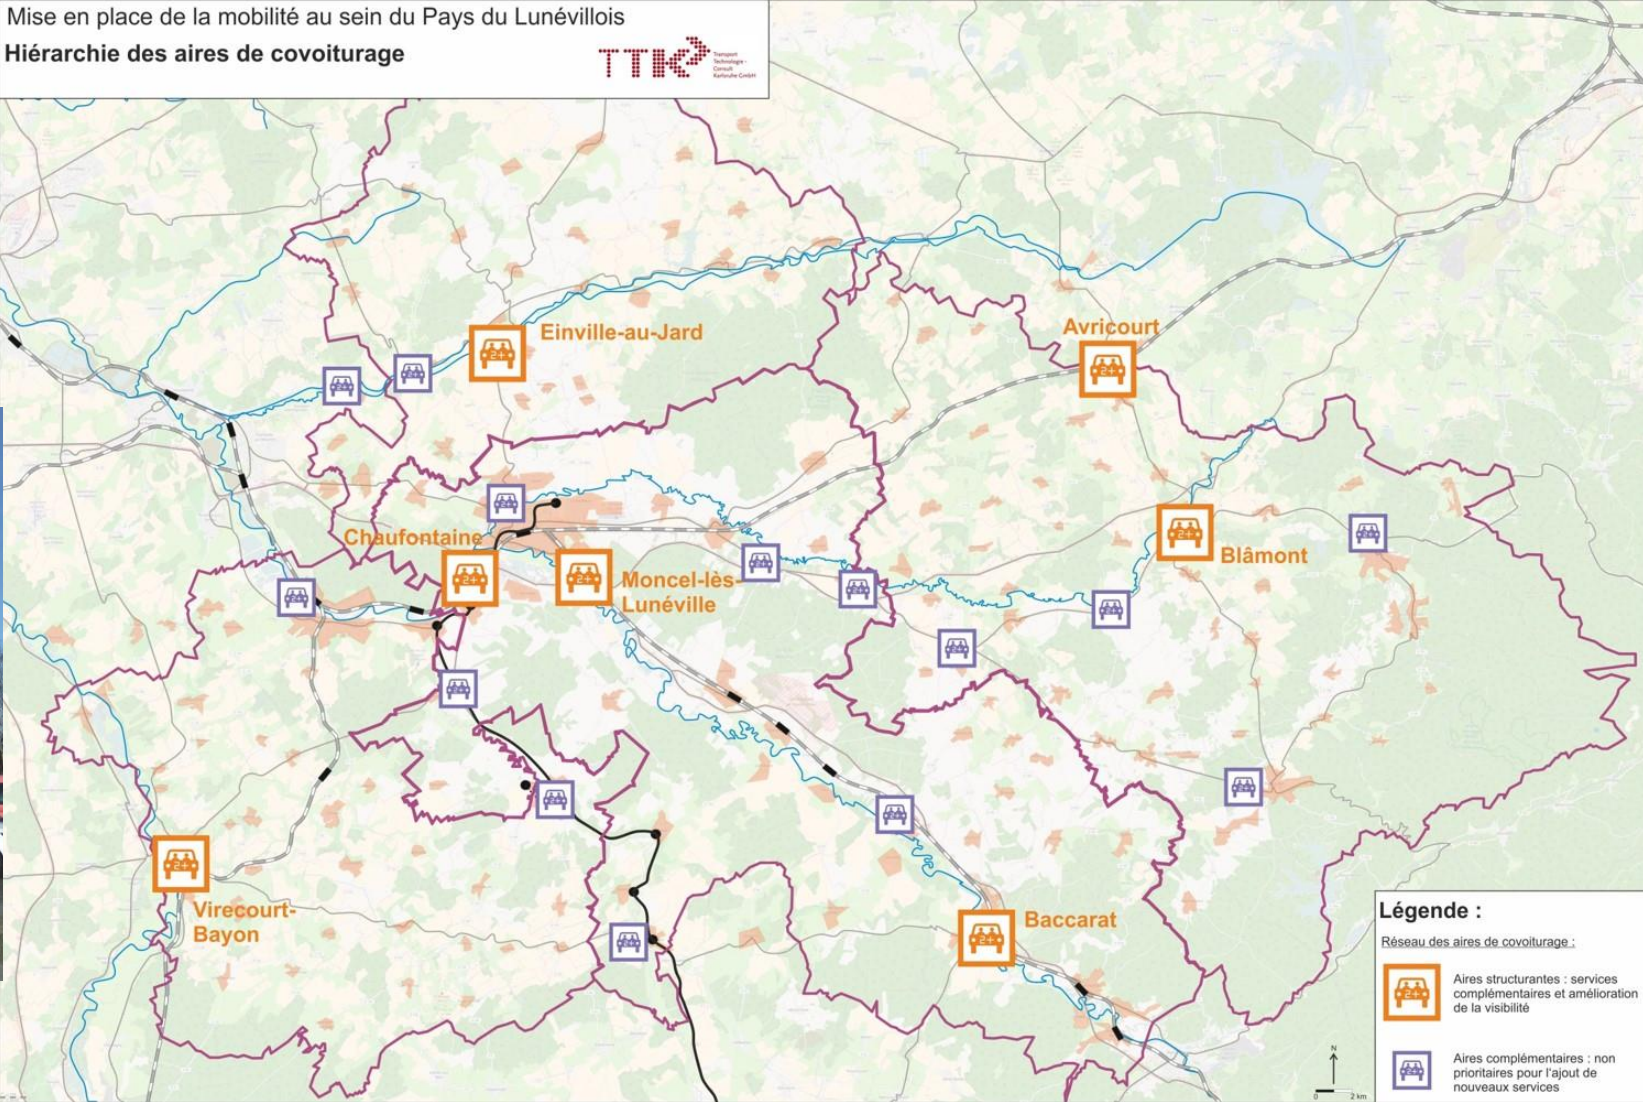 Mise en place de la mobilité au sein du Pays du Lunévillois
Hiérarchie des aires de covoiturage
TTK
Transport
Technologie -
Consult
Karlsruhe GmbH
Einville-au-Jard
Avricourt
Chaufontaine
Moncel-lès-
Lunéville
Blâmont
Virecourt-
Bayon
Baccarat
Légende :
Réseau des aires de covoiturage :
2+
Aires structurantes : services
complémentaires et amélioration
de la visibilité
2+
Aires complémentaires : non
prioritaires pour l'ajout de
nouveaux services
N
0 2 km